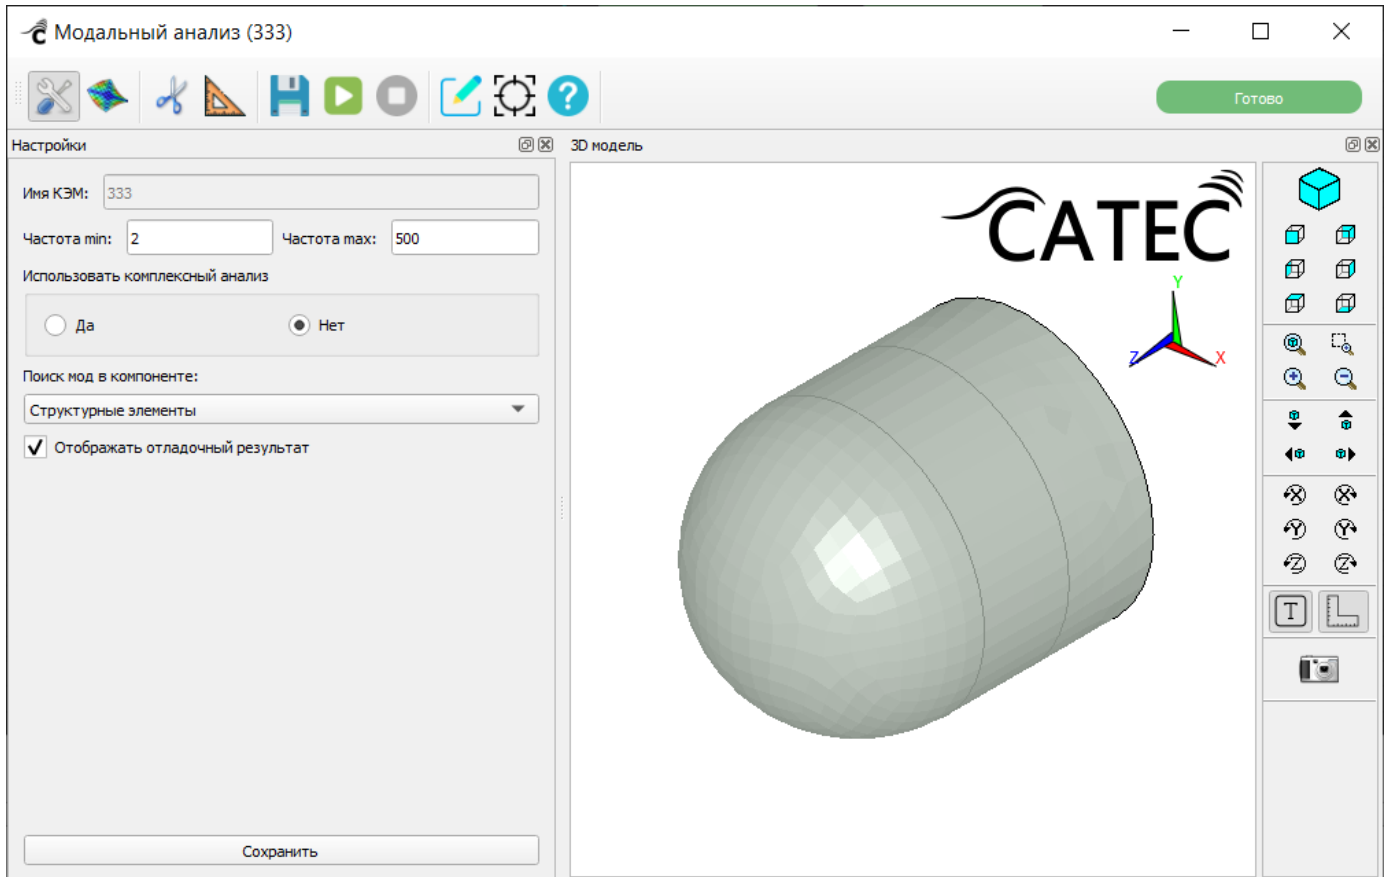 Модальный анализ (333)
Готово
Настройки
3D модель
Имя КЭМ: 333
Частота min: 2 Частота max: 500
Использовать комплексный анализ
Да Нет
Поиск мод в компоненте:
Структурные элементы
Отображать отладочный результат
Сохранить
CATEC
Y
Z
X
X X
Y Y
Z Z
T